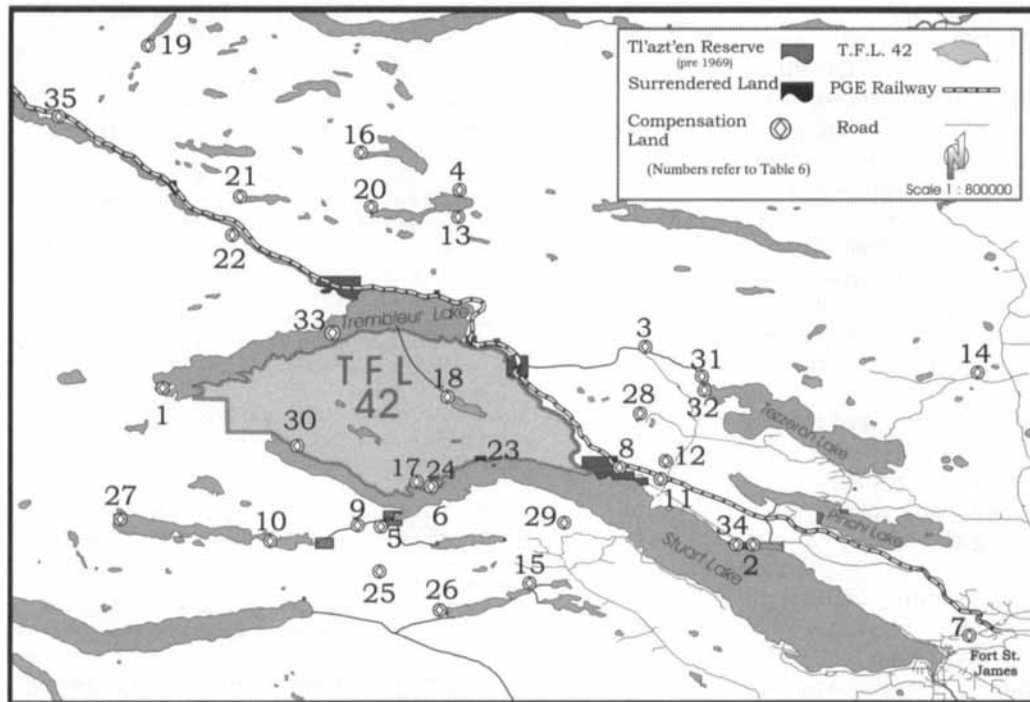 19
35
16
21
4
20
13
22
Tl'azt'en Reserve
(pre 1969)
T.F.L. 42
Surrendered Land
PGE Railway
Compensation
Land
Road
(Numbers refer to Table 6)
N
Scale 1 : 800000
33
Trembleur Lake
3
31
14
1
T F L
42
18
28
32
Tezzeron Lake
30
23
8
12
17
24
11
27
9
6
29
34
Pinchi Lake
10
5
Stuart Lake
2
25
15
26
7
Fort St.
James